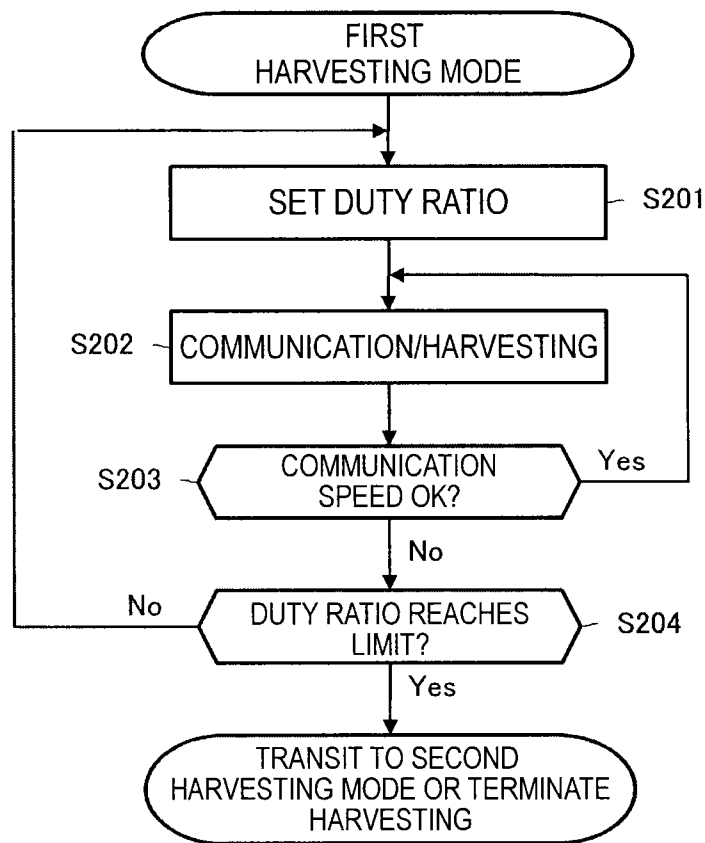 FIRST
HARVESTING MODE
SET DUTY RATIO
S201
S202
COMMUNICATION/HARVESTING
S203
COMMUNICATION
SPEED OK?
Yes
No
No
DUTY RATIO REACHES
LIMIT?
S204
Yes
TRANSIT TO SECOND
HARVESTING MODE OR TERMINATE
HARVESTING